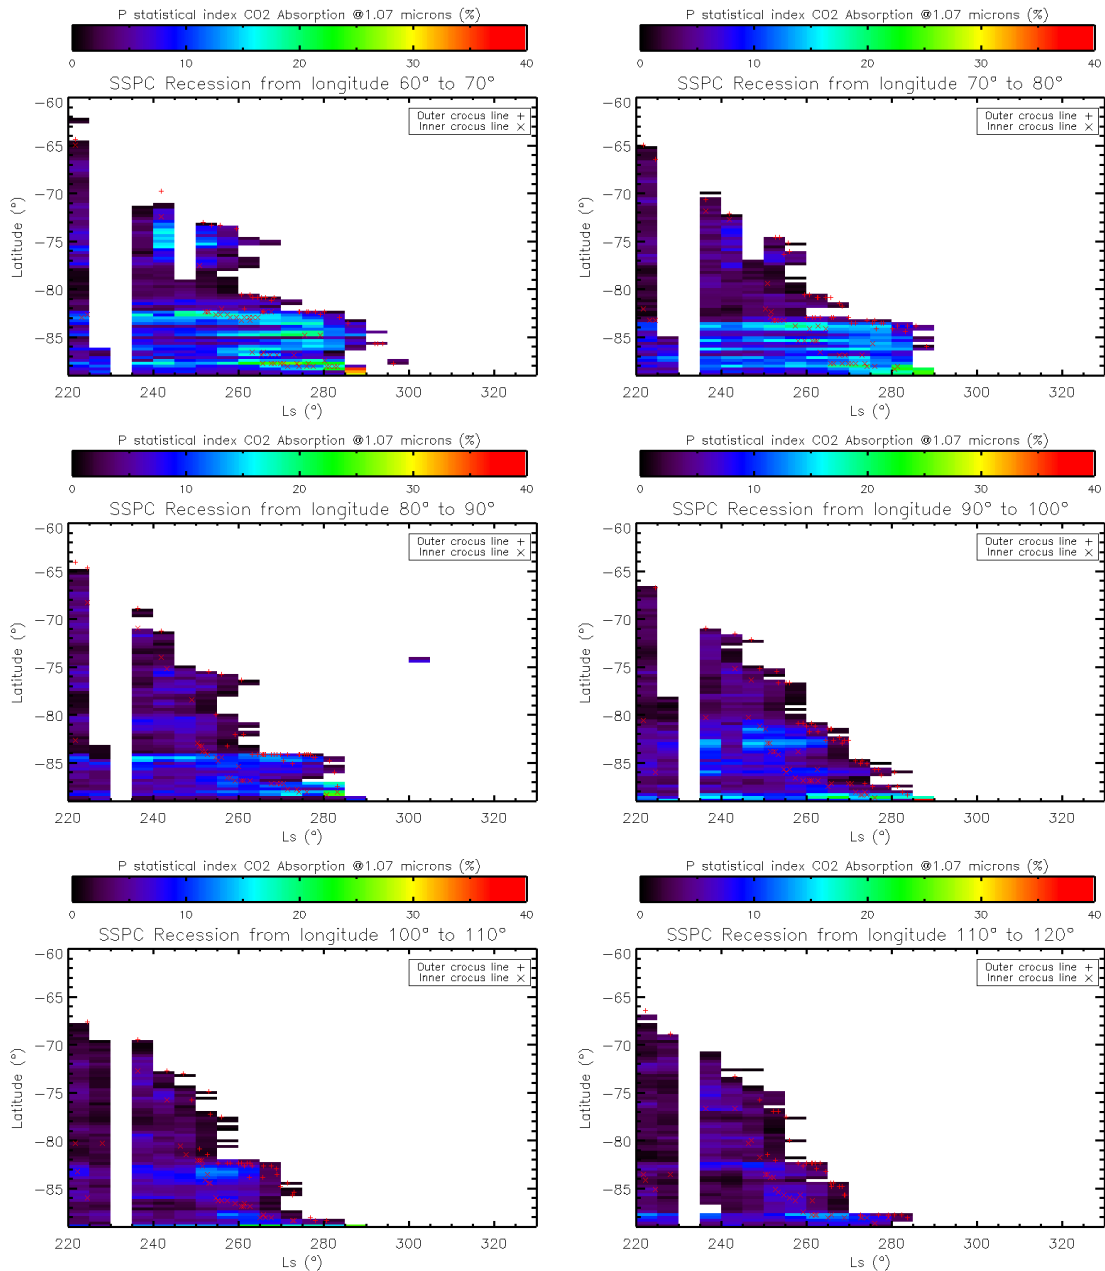 P statistical index CO2 Absorption @1.07 microns (%)
0 10 20 30 40
SSPC Recession from longitude 60° to 70°
Outer crocus line +
Inner crocus line ×
Latitude (°)
−60
−65
−70
−75
−80
−85
220 240 260 280 300 320
Ls (°)
P statistical index CO2 Absorption @1.07 microns (%)
0 10 20 30 40
SSPC Recession from longitude 70° to 80°
Outer crocus line +
Inner crocus line ×
Latitude (°)
−60
−65
−70
−75
−80
−85
220 240 260 280 300 320
Ls (°)
P statistical index CO2 Absorption @1.07 microns (%)
0 10 20 30 40
SSPC Recession from longitude 80° to 90°
Outer crocus line +
Inner crocus line ×
Latitude (°)
−60
−65
−70
−75
−80
−85
220 240 260 280 300 320
Ls (°)
P statistical index CO2 Absorption @1.07 microns (%)
0 10 20 30 40
SSPC Recession from longitude 90° to 100°
Outer crocus line +
Inner crocus line ×
Latitude (°)
−60
−65
−70
−75
−80
−85
220 240 260 280 300 320
Ls (°)
P statistical index CO2 Absorption @1.07 microns (%)
0 10 20 30 40
SSPC Recession from longitude 100° to 110°
Outer crocus line +
Inner crocus line ×
Latitude (°)
−60
−65
−70
−75
−80
−85
220 240 260 280 300 320
Ls (°)
P statistical index CO2 Absorption @1.07 microns (%)
0 10 20 30 40
SSPC Recession from longitude 110° to 120°
Outer crocus line +
Inner crocus line ×
Latitude (°)
−60
−65
−70
−75
−80
−85
220 240 260 280 300 320
Ls (°)